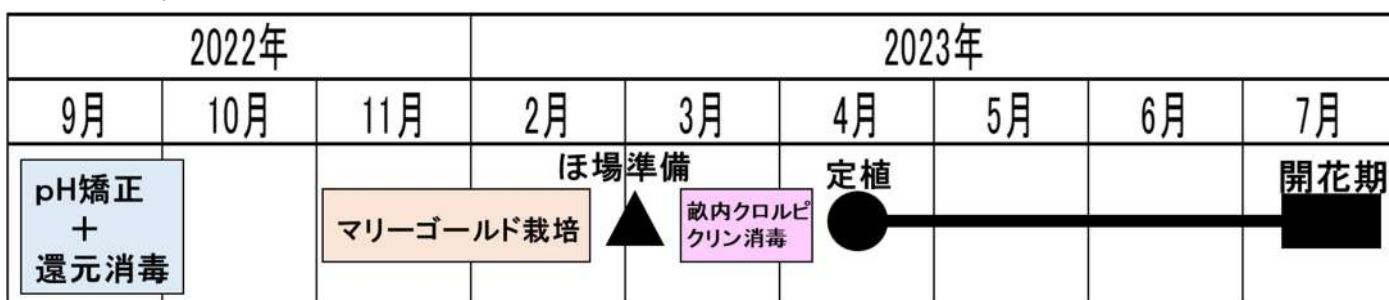 2022年 2023年
9月 10月 11月 2月 3月 4月 5月 6月 7月
ほ場準備 定植 開花期
pH矯正
＋
還元消毒
マリーゴールド栽培
畝内クロルピ
クリン消毒